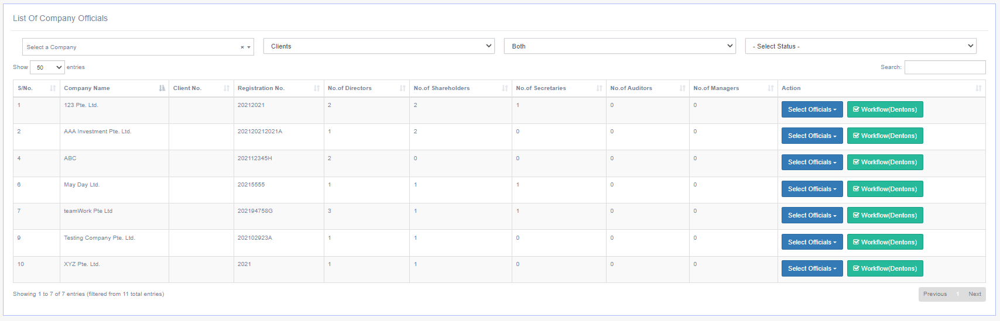 List Of Company Officials
Select a Company × Clients Both - Select Status -
Show 50 entries Search:
S/No. Company Name Client No. Registration No. No.of Directors No.of Shareholders No.of Secretaries No.of Auditors No.of Managers Action
1 123 Pte. Ltd. 20212021 2 2 1 0 0 Select Officials Workflow(Dentons)
2 AAA Investment Pte. Ltd. 202120212021A 1 2 0 0 0 Select Officials Workflow(Dentons)
4 ABC 202112345H 2 0 0 0 0 Select Officials Workflow(Dentons)
6 May Day Ltd. 20215555 1 1 1 0 0 Select Officials Workflow(Dentons)
7 teamWork Pte Ltd 202194758G 3 1 1 0 0 Select Officials Workflow(Dentons)
9 Testing Company Pte. Ltd. 202102923A 1 1 0 0 0 Select Officials Workflow(Dentons)
10 XYZ Pte. Ltd. 2021 1 1 0 0 0 Select Officials Workflow(Dentons)
Showing 1 to 7 of 7 entries (filtered from 11 total entries) Previous 1 Next